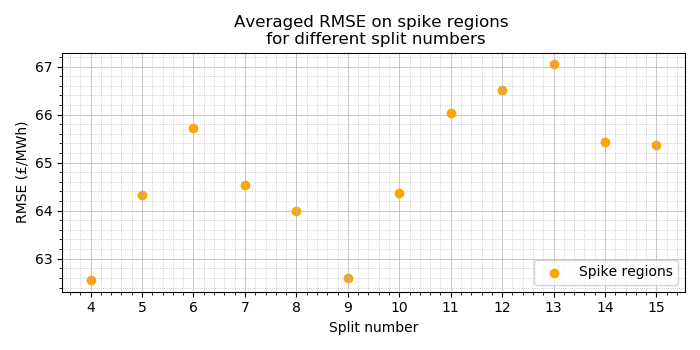 Averaged RMSE on spike regions
for different split numbers
RMSE (£/MWh)
67
66
65
64
63
4 5 6 7 8 9 10 11 12 13 14 15
Split number
Spike regions